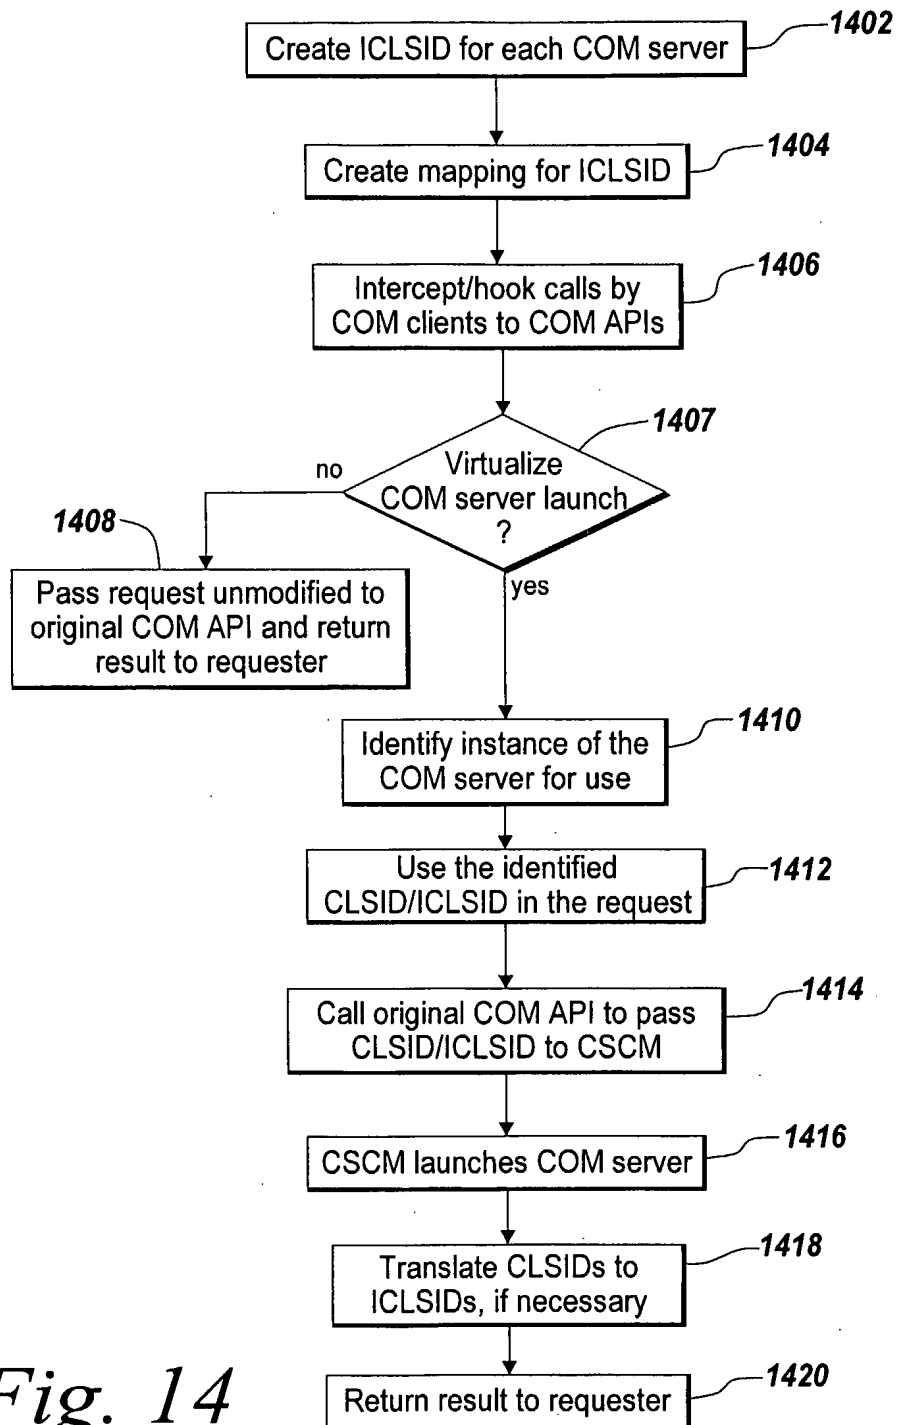 1402
Create ICLSID for each COM server
1404
Create mapping for ICLSID
1406
Intercept/hook calls by
COM clients to COM APIs
1407
Virtualize
COM server launch
?
no
yes
1408
Pass request unmodified to
original COM API and return
result to requester
1410
Identify instance of the
COM server for use
1412
Use the identified
CLSID/ICLSID in the request
1414
Call original COM API to pass
CLSID/ICLSID to CSCM
1416
CSCM launches COM server
1418
Translate CLSIDs to
ICLSIDs, if necessary
1420
Return result to requester
Fig. 14